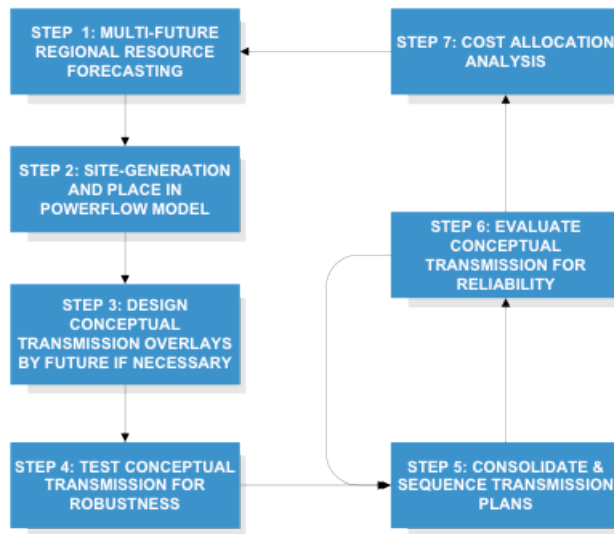 STEP 1: MULTI-FUTURE
REGIONAL RESOURCE
FORECASTING
STEP 2: SITE-GENERATION
AND PLACE IN
POWERFLOW MODEL
STEP 3: DESIGN
CONCEPTUAL
TRANSMISSION OVERLAYS
BY FUTURE IF NECESSARY
STEP 4: TEST CONCEPTUAL
TRANSMISSION FOR
ROBUSTNESS
STEP 5: CONSOLIDATE &
SEQUENCE TRANSMISSION
PLANS
STEP 6: EVALUATE
CONCEPTUAL
TRANSMISSION FOR
RELIABILITY
STEP 7: COST ALLOCATION
ANALYSIS